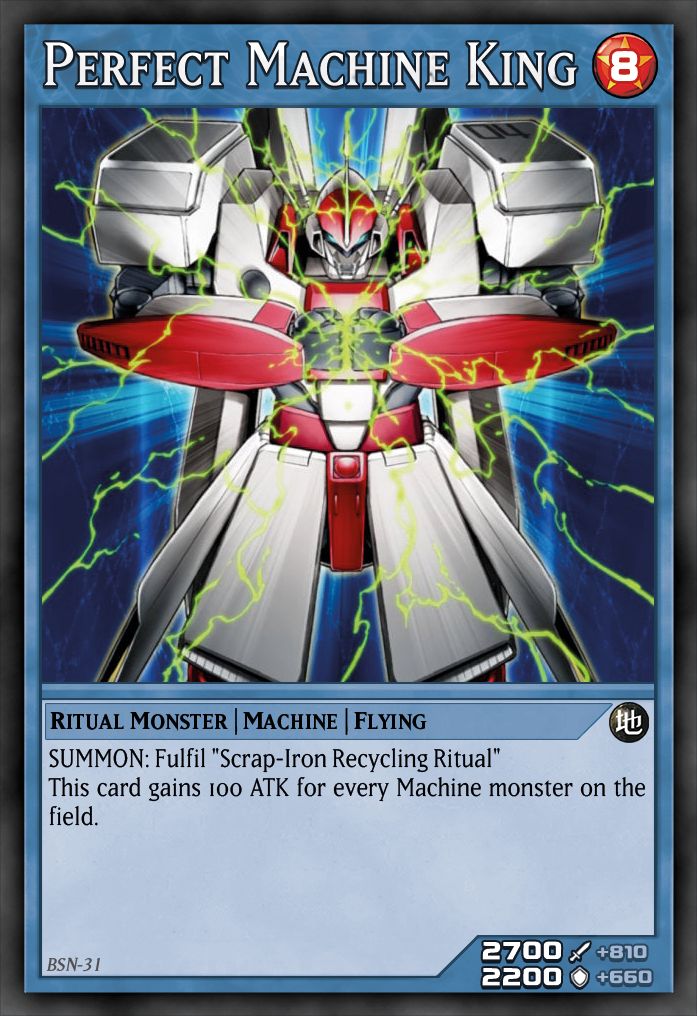 Perfect Machine King 8
04
Ritual Monster | Machine | Flying
SUMMON: Fulfil "Scrap-Iron Recycling Ritual"
This card gains 100 ATK for every Machine monster on the
field.
2700 +810
BSN-31 2200 +660